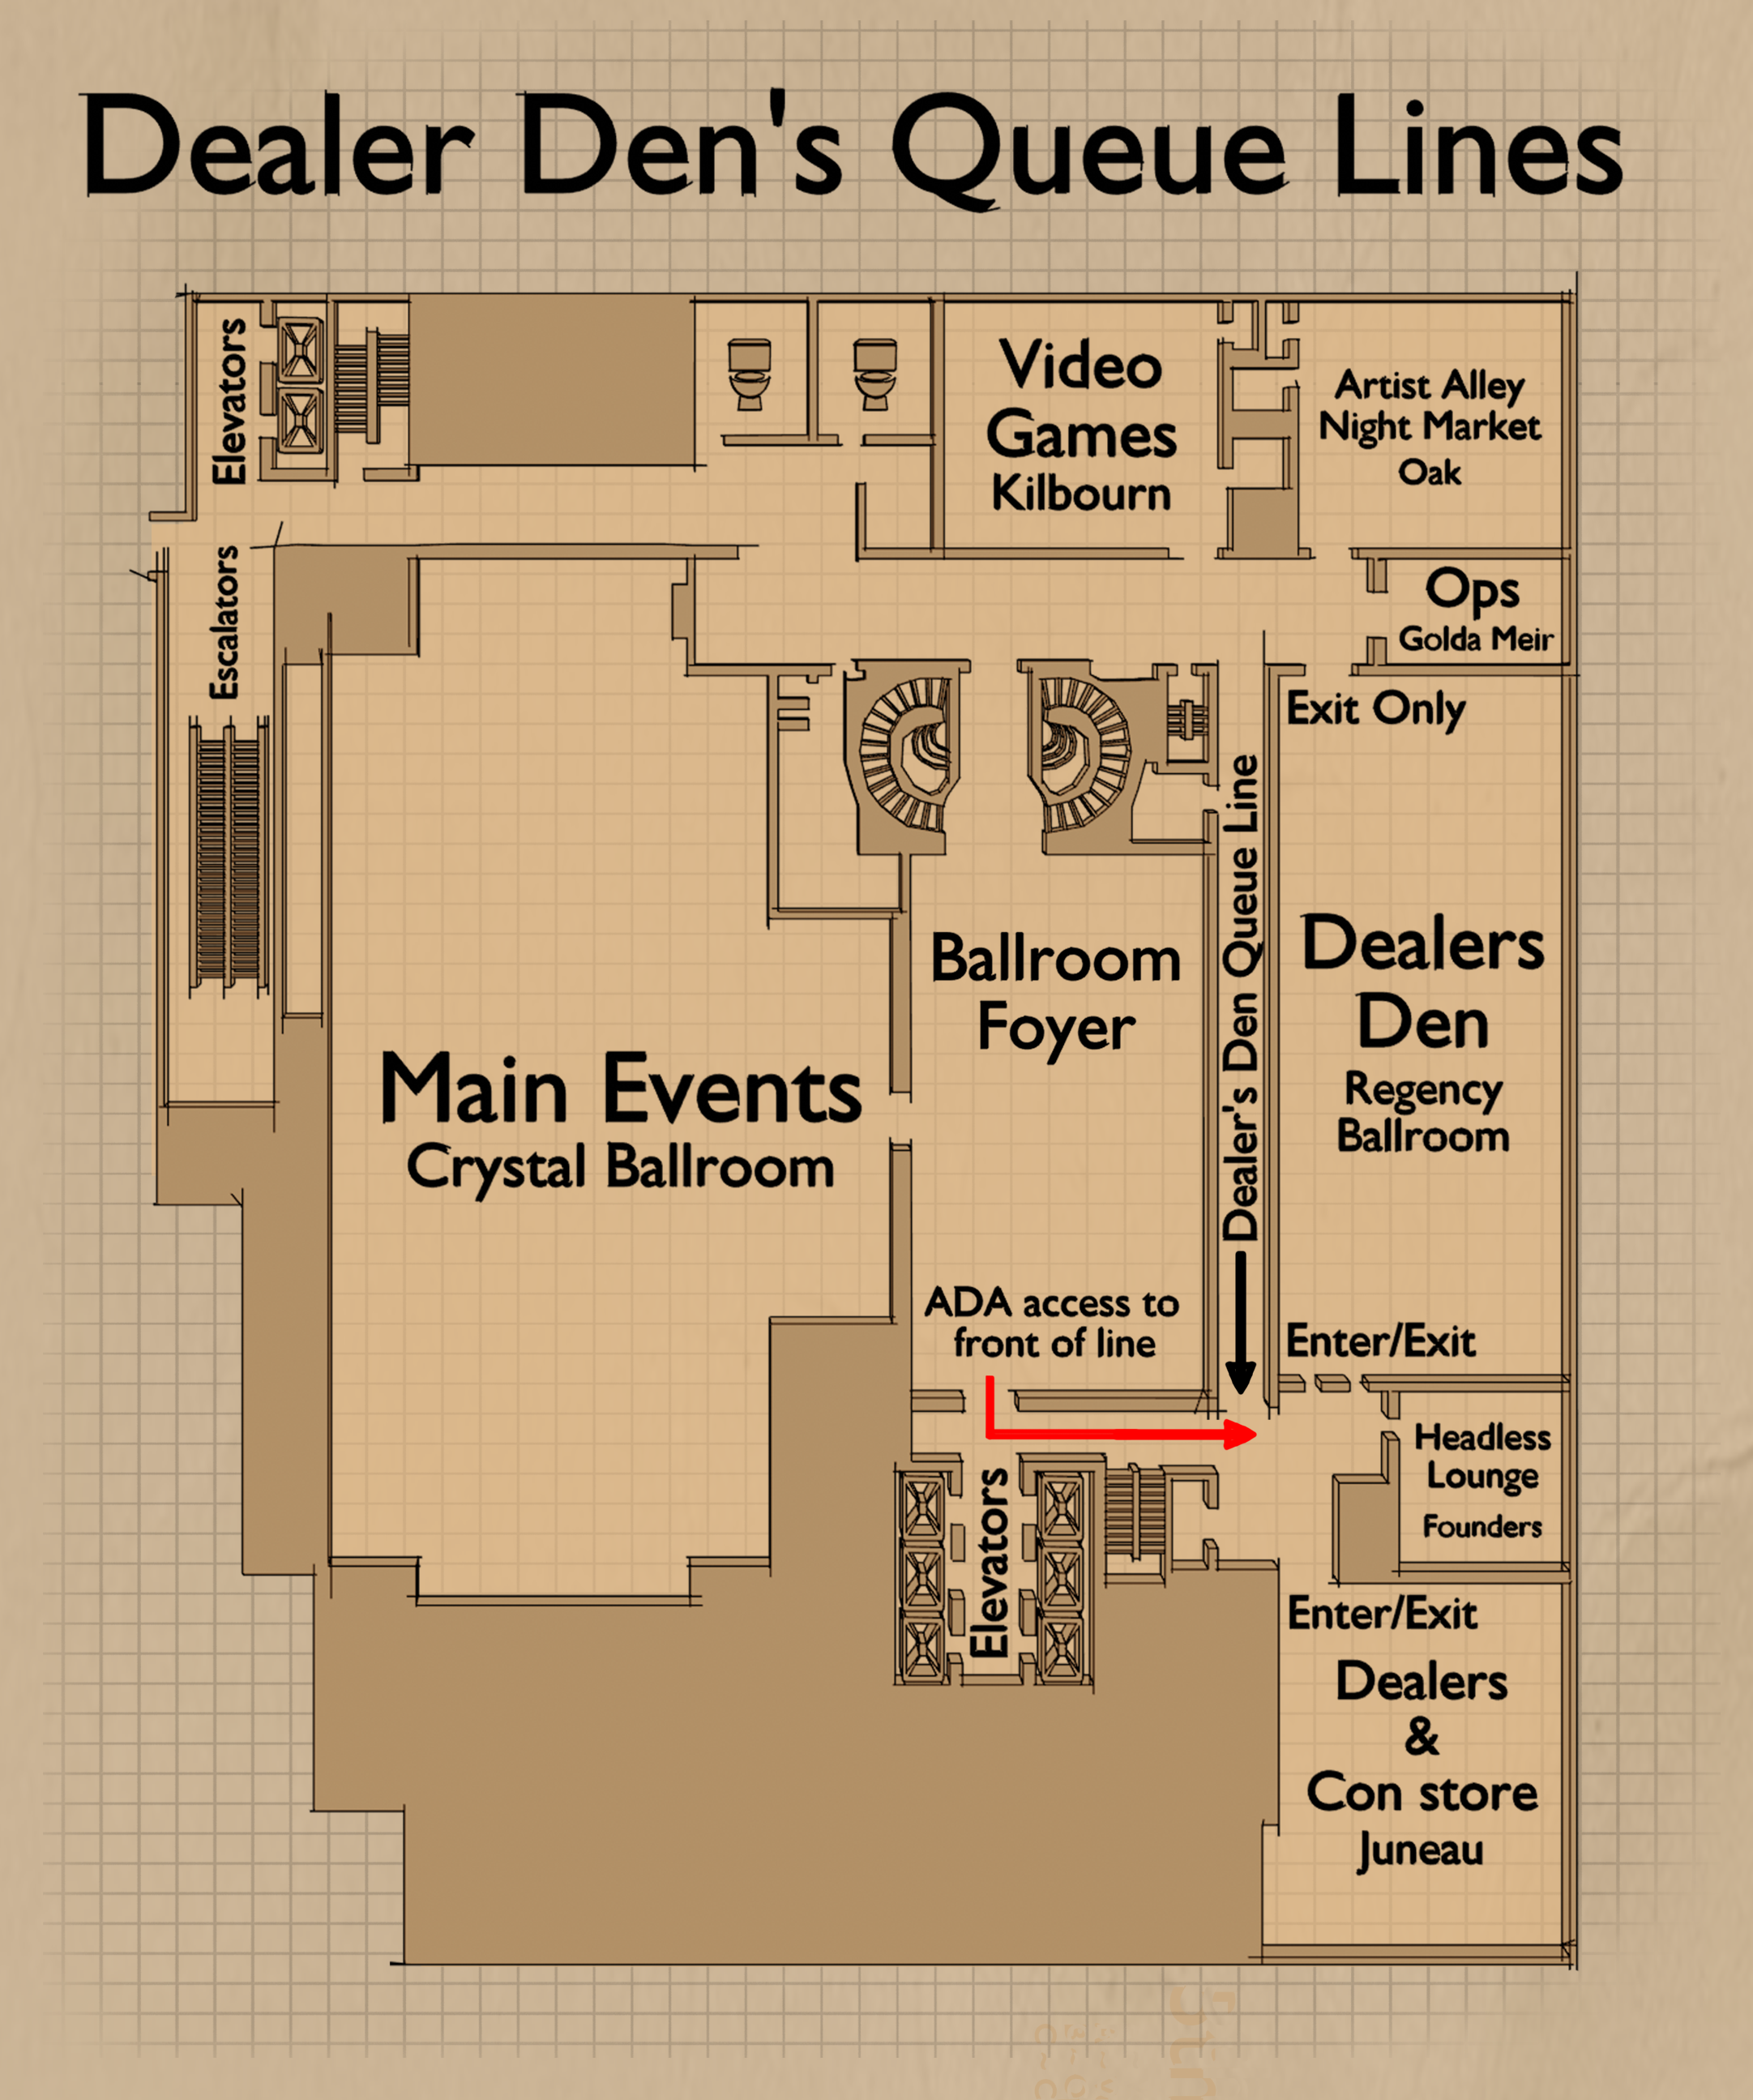 Dealer Den's Queue Lines
Elevators
Video
Games
Kilbourn
Artist Alley
Night Market
Oak
Escalators
Ops
Golda Meir
Exit Only
Dealer's Den Queue Line
Ballroom
Foyer
Dealers
Den
Regency
Ballroom
Main Events
Crystal Ballroom
ADA access to
front of line
Enter/Exit
Headless
Lounge
Founders
Elevators
Enter/Exit
Dealers
&
Con store
Juneau